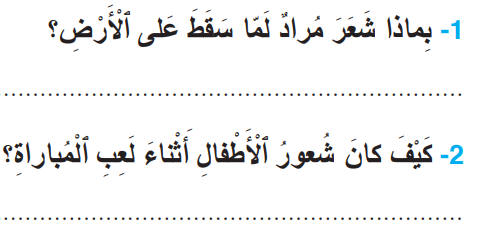 1- بِماذا شَعَرَ مُرادٌ لَمّا سَقَطَ عَلى ٱلْأَرْضِ؟
................................................................
2- كَيْفَ كانَ شُعورُ ٱلْأَطْفالِ أَثْناءَ لَعِبِ ٱلْمُباراةِ؟
................................................................